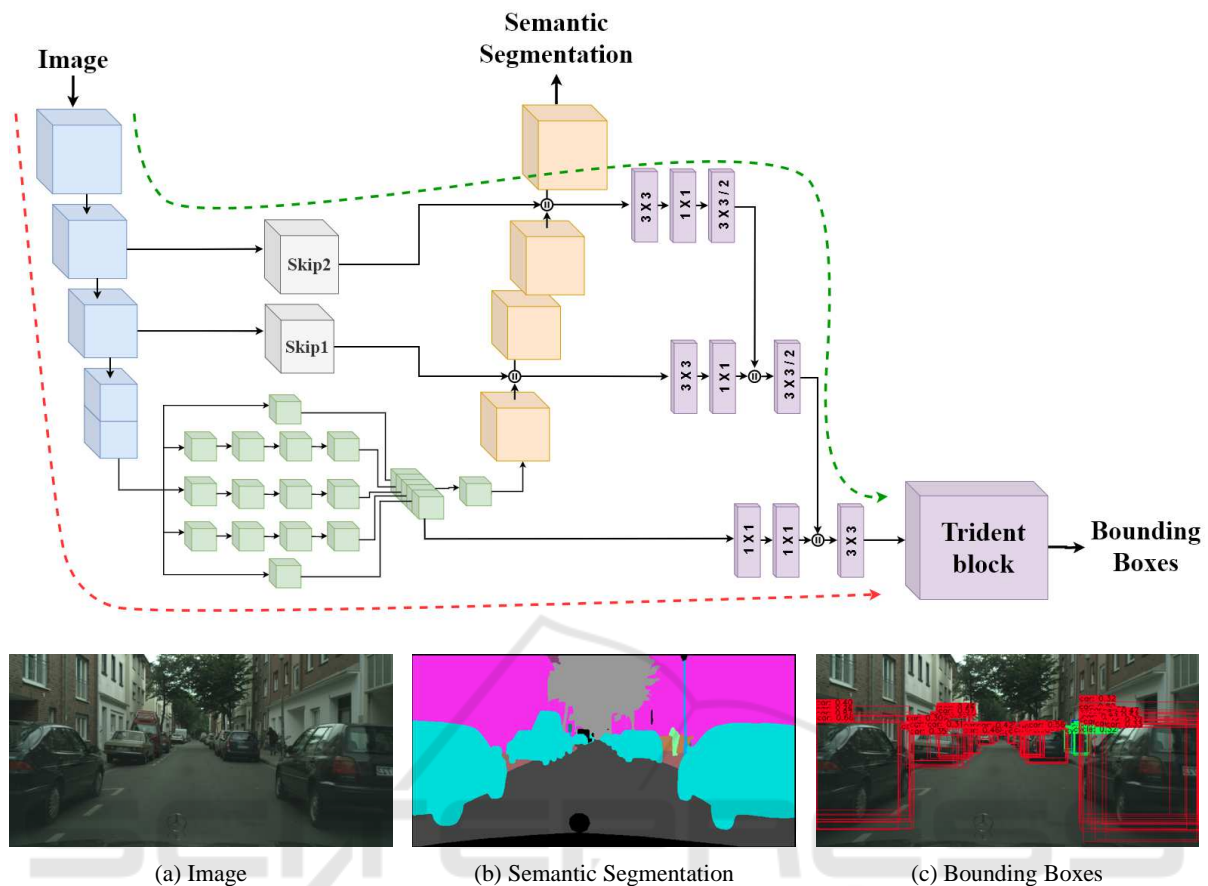 Semantic
Segmentation
Image
3 X 3
1 X 1
3 X 3 / 2
Skip2
Skip1
3 X 3
1 X 1
3 X 3 / 2
1 X 1
1 X 1
3 X 3
Trident
block
Bounding
Boxes
(a) Image
(b) Semantic Segmentation
(c) Bounding Boxes